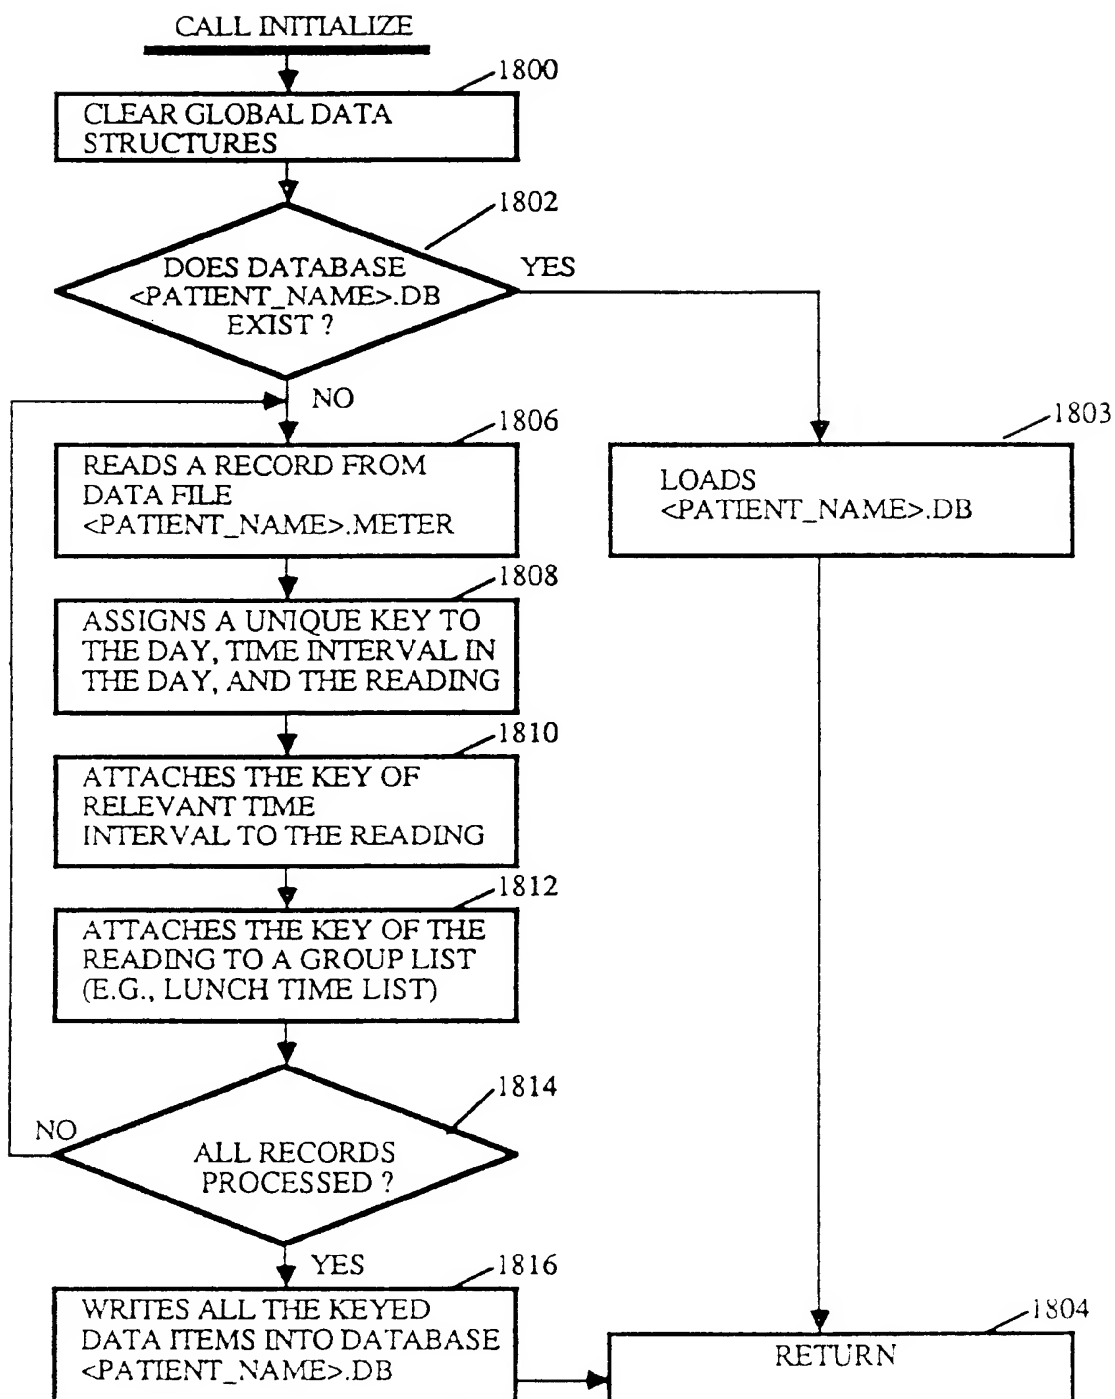 CALL INITIALIZE
1800
CLEAR GLOBAL DATA
STRUCTURES
1802
DOES DATABASE
<PATIENT_NAME>.DB
EXIST ?
YES
NO
1806
READS A RECORD FROM
DATA FILE
<PATIENT_NAME>.METER
1803
LOADS
<PATIENT_NAME>.DB
1808
ASSIGNS A UNIQUE KEY TO
THE DAY, TIME INTERVAL IN
THE DAY, AND THE READING
1810
ATTACHES THE KEY OF
RELEVANT TIME
INTERVAL TO THE READING
1812
ATTACHES THE KEY OF THE
READING TO A GROUP LIST
(E.G., LUNCH TIME LIST)
1814
NO
ALL RECORDS
PROCESSED ?
YES
1816
WRITES ALL THE KEYED
DATA ITEMS INTO DATABASE
<PATIENT_NAME>.DB
1804
RETURN